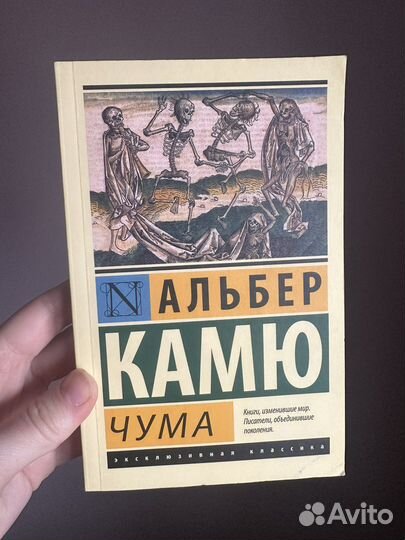 N АЛЬБЕР
КАМЮ
ЧУМА
Книги, изменившие мир.
Писатели, объединившие
поколения.
эксклюзивная классика
Avito